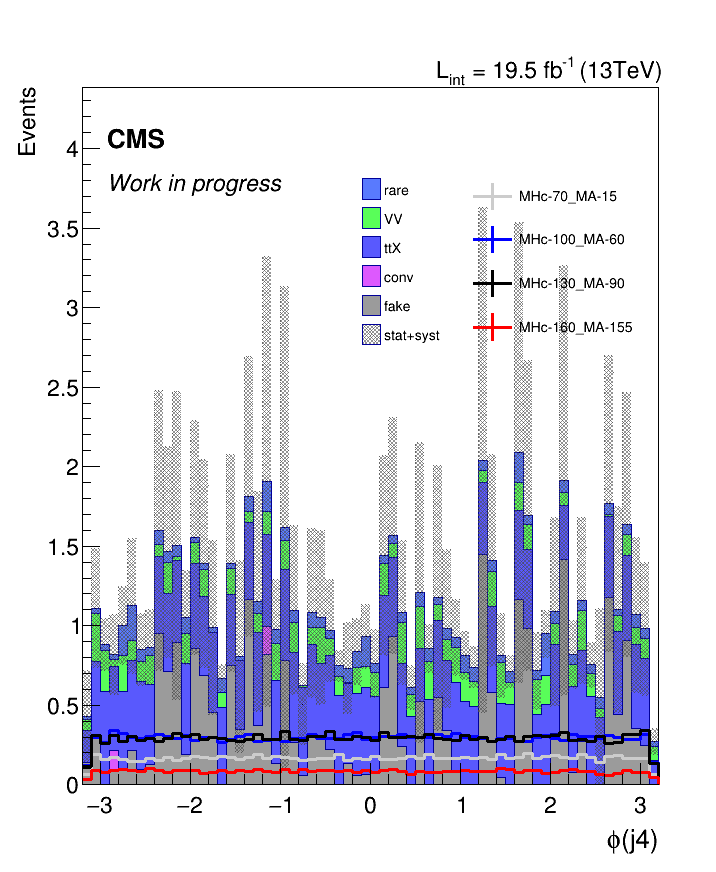 L_int = 19.5 fb^-1 (13TeV)
Events
CMS
Work in progress
rare
VV
ttX
conv
fake
stat+syst
MHc-70_MA-15
MHc-100_MA-60
MHc-130_MA-90
MHc-160_MA-155
4
3.5
3
2.5
2
1.5
1
0.5
0
−3 −2 −1 0 1 2 3
ϕ(j4)